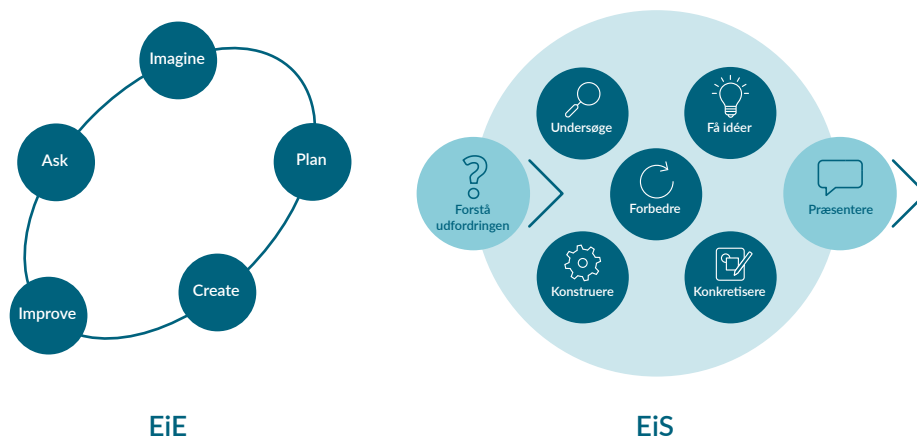 Imagine
Ask
Plan
Create
Improve
EiE
Undersøge
Få idéer
Forstå
udfordringen
Forbedre
Præsentere
Konstruere
Konkretisere
EiS